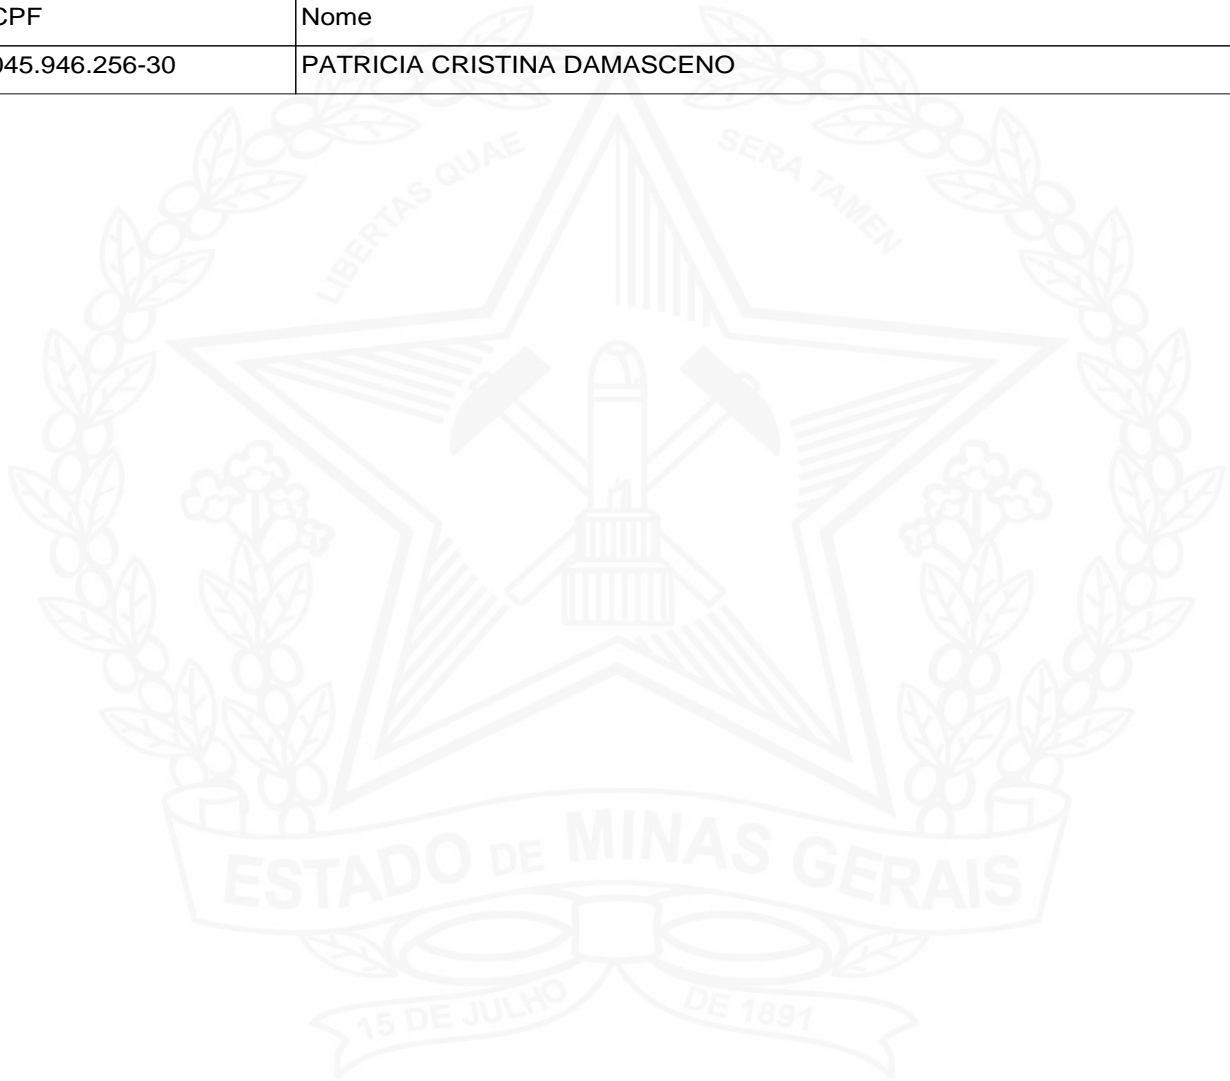 CPF Nome
045.946.256-30 PATRICIA CRISTINA DAMASCENO
LIBERTAS QUAE SERA TAMEN
ESTADO DE MINAS GERAIS
15 DE JULHO DE 1891